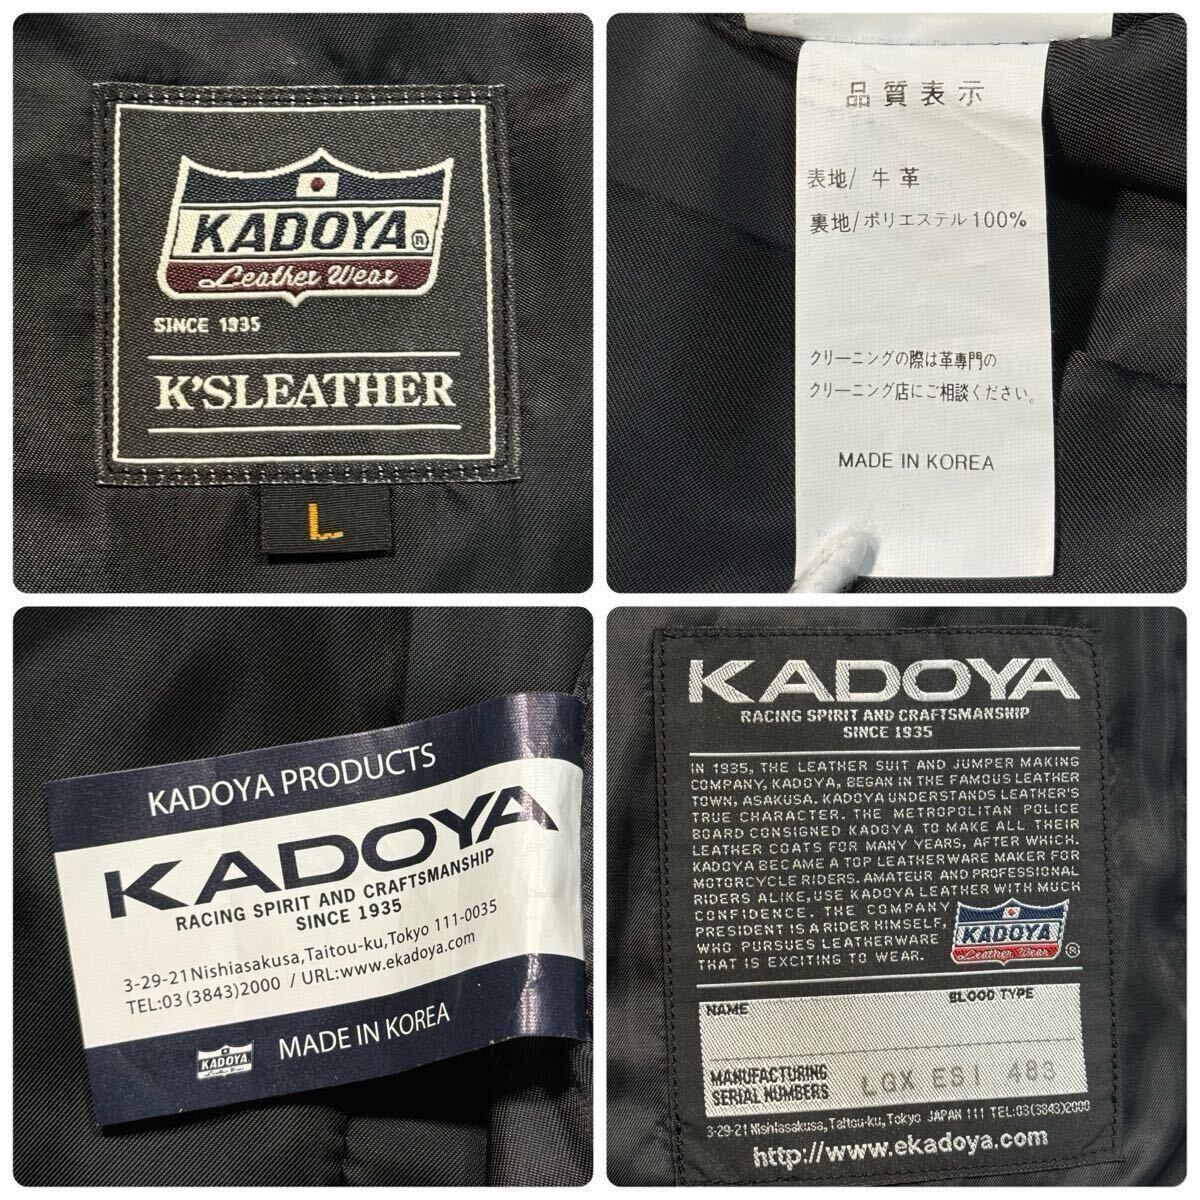 KADOYA®
Leather Wear
SINCE 1935
K'SLEATHER
L
品質表示
表地/ 牛革
裏地/ポリエステル100%
クリーニングの際は革専門の
クリーニング店にご相談ください。
MADE IN KOREA
KADOYA PRODUCTS
KADOYA
RACING SPIRIT AND CRAFTSMANSHIP
SINCE 1935
3-29-21 Nishiasakusa,Taitou-ku,Tokyo 111-0035
TEL:03 (3843)2000 / URL:www.ekadoya.com
KADOYA
Leather Wear
MADE IN KOREA
KADOYA
RACING SPIRIT AND CRAFTSMANSHIP
SINCE 1935
IN 1935, THE LEATHER SUIT AND JUMPER MAKING
COMPANY, KADOYA, BEGAN IN THE FAMOUS LEATHER
TOWN, ASAKUSA. KADOYA UNDERSTANDS LEATHER'S
TRUE CHARACTER. THE METROPOLITAN POLICE
BOARD CONSIGNED KADOYA TO MAKE ALL THEIR
LEATHER COATS FOR MANY YEARS, AFTER WHICH.
KADOYA BECAME A TOP LEATHERWARE MAKER FOR
MOTORCYCLE RIDERS. AMATEUR AND PROFESSIONAL
RIDERS ALIKE, USE KADOYA LEATHER WITH MUCH
CONFIDENCE. THE COMPANY
PRESIDENT IS A RIDER HIMSELF,
WHO PURSUES LEATHERWARE
THAT IS EXCITING TO WEAR.
KADOYA
Leather Wear ®
NAME BLOOD TYPE
MANUFACTURING
SERIAL NUMBERS LGX ESI 483
3-29-21 Nishiasakusa,Taitou-ku,Tokyo JAPAN 111 TEL:03(3843)2000
http://www.ekadoya.com